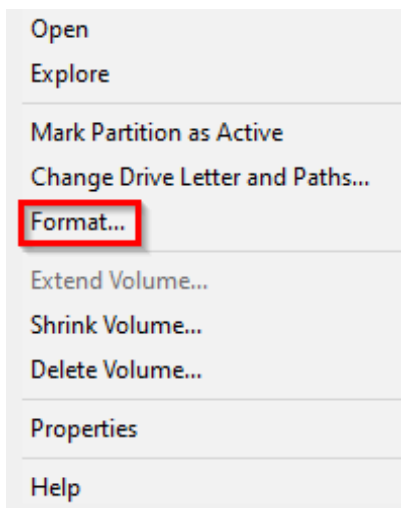 Open
Explore
Mark Partition as Active
Change Drive Letter and Paths...
Format...
Extend Volume...
Shrink Volume...
Delete Volume...
Properties
Help